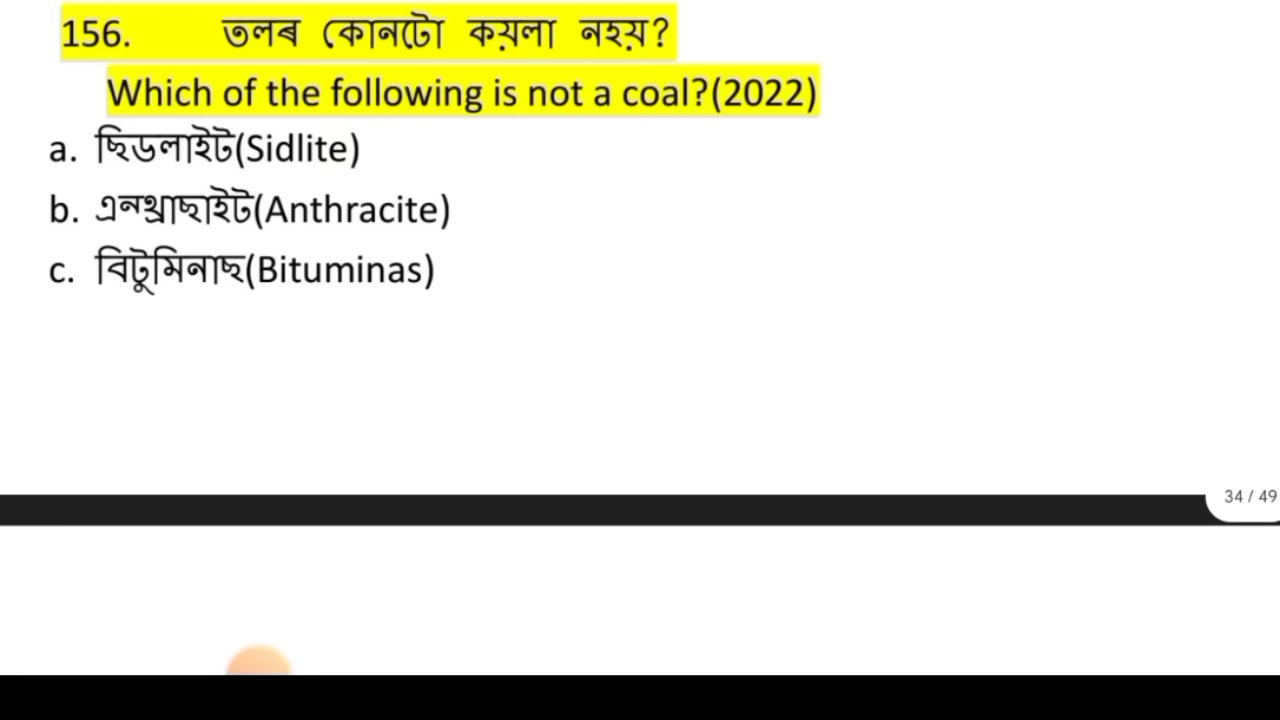 156. তলৰ কোনটো কয়লা নহয়?
Which of the following is not a coal?(2022)
a. ছিডলাইট(Sidlite)
b. এনথ্ৰাছাইট(Anthracite)
c. বিটুমিনাছ(Bituminas)
34 / 49